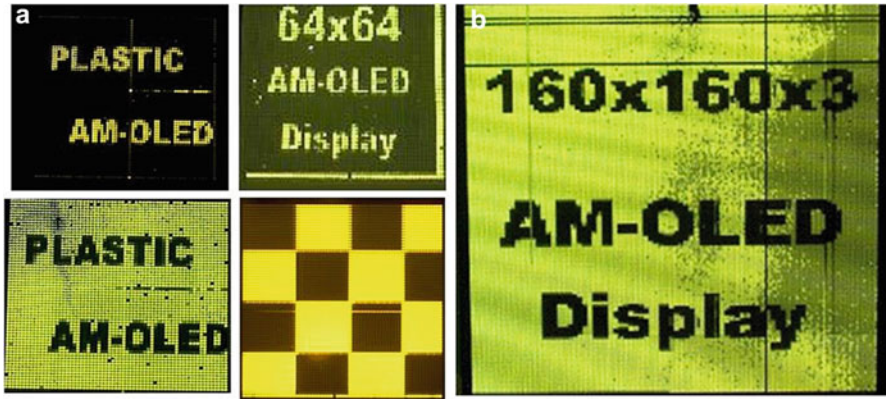 a
PLASTIC
AM-OLED
64x64
AM-OLED
Display
PLASTIC
AM-OLED
b
160x160x3
AM-OLED
Display